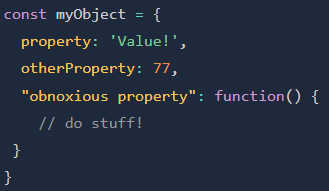 const myObject = {
  property: 'Value!',
  otherProperty: 77,
  "obnoxious property": function() {
    // do stuff!
 }
}